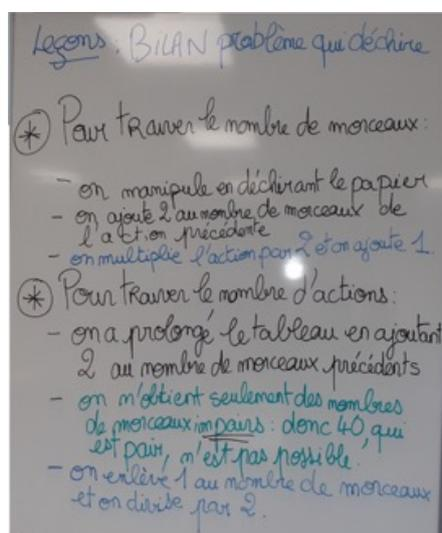 Leçons : BILAN problème qui déchire
* Pour trouver le nombre de morceaux :
- on manipule en déchirant le papier
- on ajoute 2 au nombre de morceaux de
l'action précédente
- on multiplie l'action par 2 et on ajoute 1.
* Pour trouver le nombre d'actions :
- on a prolongé le tableau en ajoutant
2 au nombre de morceaux précédents
- on n'obtient seulement des nombres
de morceaux impairs : donc 40, qui
est pair, n'est pas possible.
- on enlève 1 au nombre de morceaux
et on divise par 2.